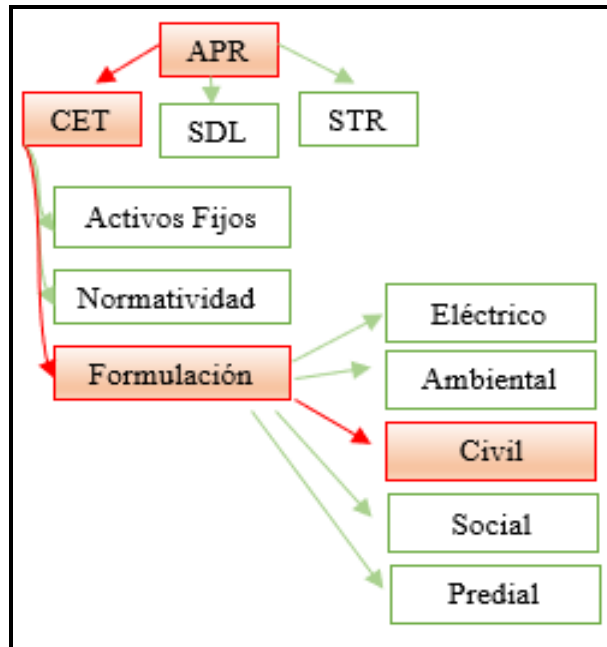 APR
CET
SDL
STR
Activos Fijos
Normatividad
Formulación
Eléctrico
Ambiental
Civil
Social
Predial